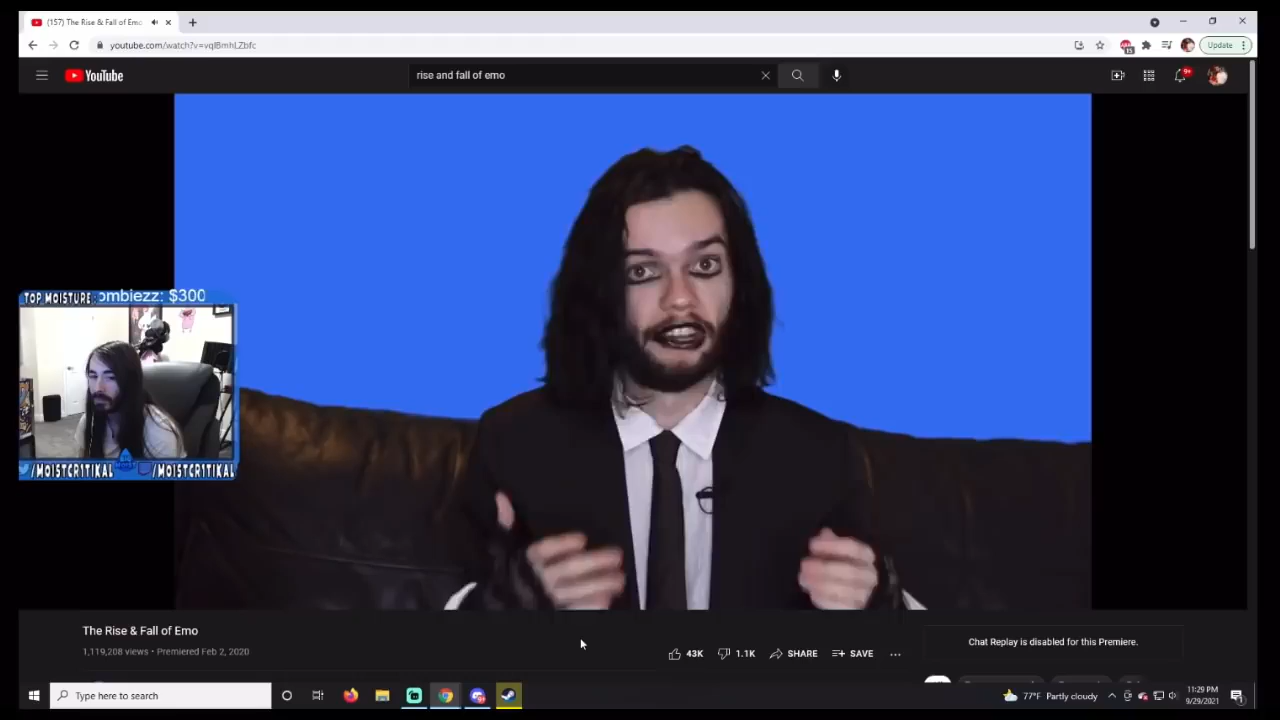 (157) The Rise & Fall of Emo
youtube.com/watch?v=
Update
YouTube
rise and fall of emo
9+
TOP MOISTURE: ombiezz: $300
/MOISTCR1TIKAL
/MOISTCR1TIKAL
The Rise & Fall of Emo
1,119,208 views • Premiered Feb 2, 2020
43K
1.1K
SHARE
SAVE
Chat Replay is disabled for this Premiere.
Type here to search
77°F Partly cloudy
11:29 PM
9/29/2021